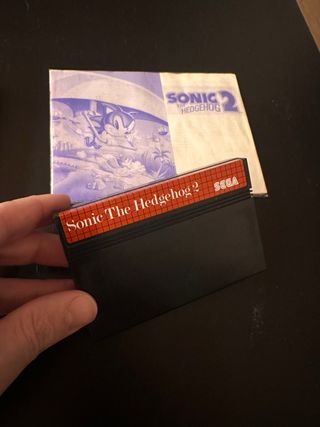 SONIC
THE
HEDGEHOG 2
Sonic The Hedgehog 2 SEGA